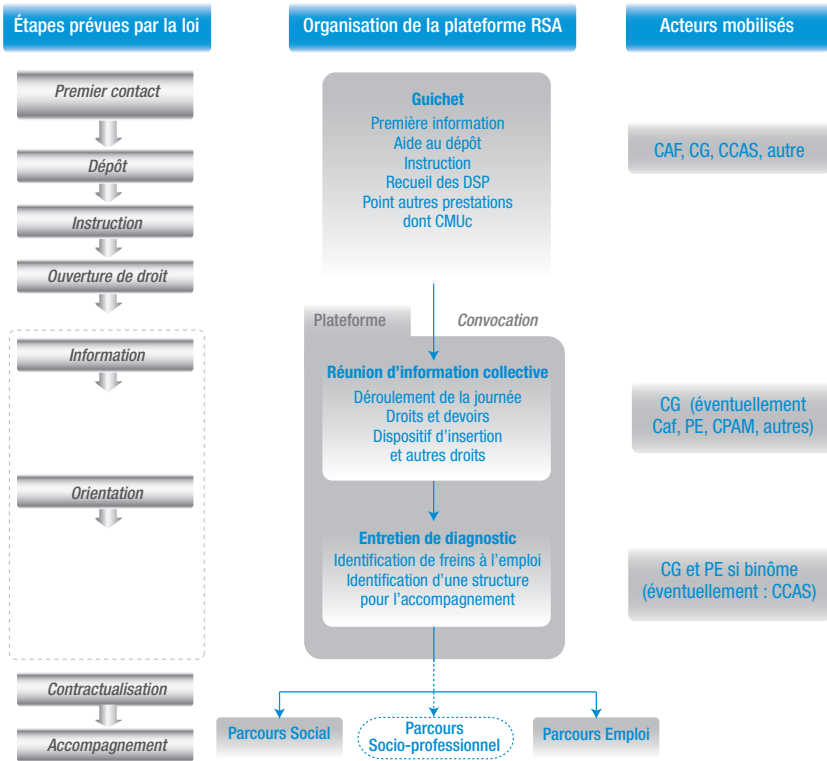 Étapes prévues par la loi
Organisation de la plateforme RSA
Acteurs mobilisés
Premier contact
Dépôt
Instruction
Ouverture de droit
Information
Orientation
Contractualisation
Accompagnement
Guichet
Première information
Aide au dépôt
Instruction
Recueil des DSP
Point autres prestations
dont CMUc
Plateforme
Convocation
Réunion d’information collective
Déroulement de la journée
Droits et devoirs
Dispositif d’insertion
et autres droits
Entretien de diagnostic
Identification de freins à l’emploi
Identification d’une structure
pour l’accompagnement
Parcours Social
Parcours
Socio-professionnel
Parcours Emploi
CAF, CG, CCAS, autre
CG (éventuellement
Caf, PE, CPAM, autres)
CG et PE si binôme
(éventuellement : CCAS)